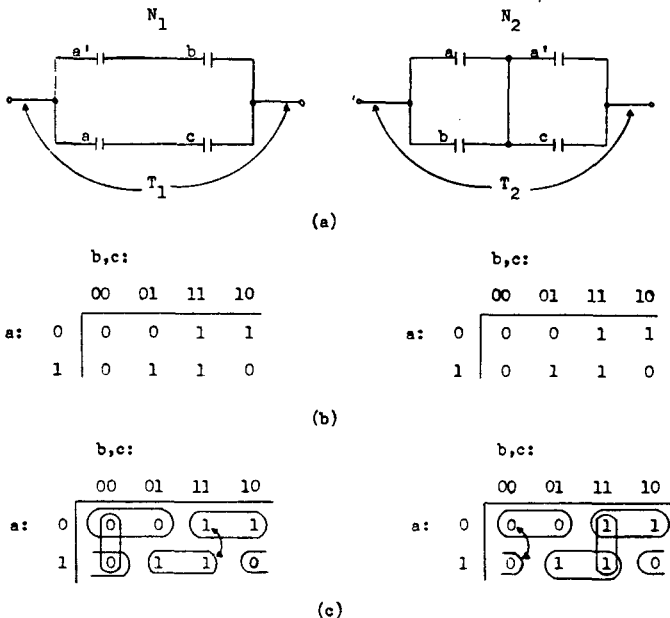 N1 N2
a' b a a'
a c b c
T1 T2
(a)
b,c: b,c:
00 01 11 10 00 01 11 10
a: 0 0 0 1 1 a: 0 0 0 1 1
1 0 1 1 0 1 0 1 1 0
(b)
b,c: b,c:
00 01 11 10 00 01 11 10
a: 0 0 0 1 1 a: 0 0 0 1 1
1 0 1 1 0 1 0 1 1 0
(c)